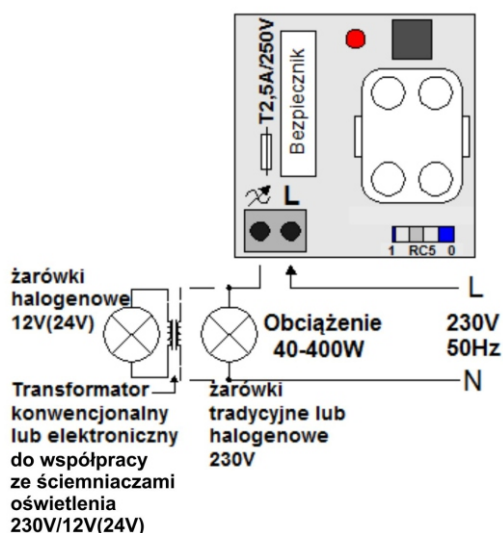 T2,5A/250V
Bezpiecznik
L
1 RC5 0
żarówki
halogenowe
12V(24V)
Obciążenie
40-400W
L
230V
50Hz
N
Transformator
konwencjonalny
lub elektroniczny
do współpracy
ze ściemniaczami
oświetlenia
230V/12V(24V)
żarówki
tradycyjne lub
halogenowe
230V